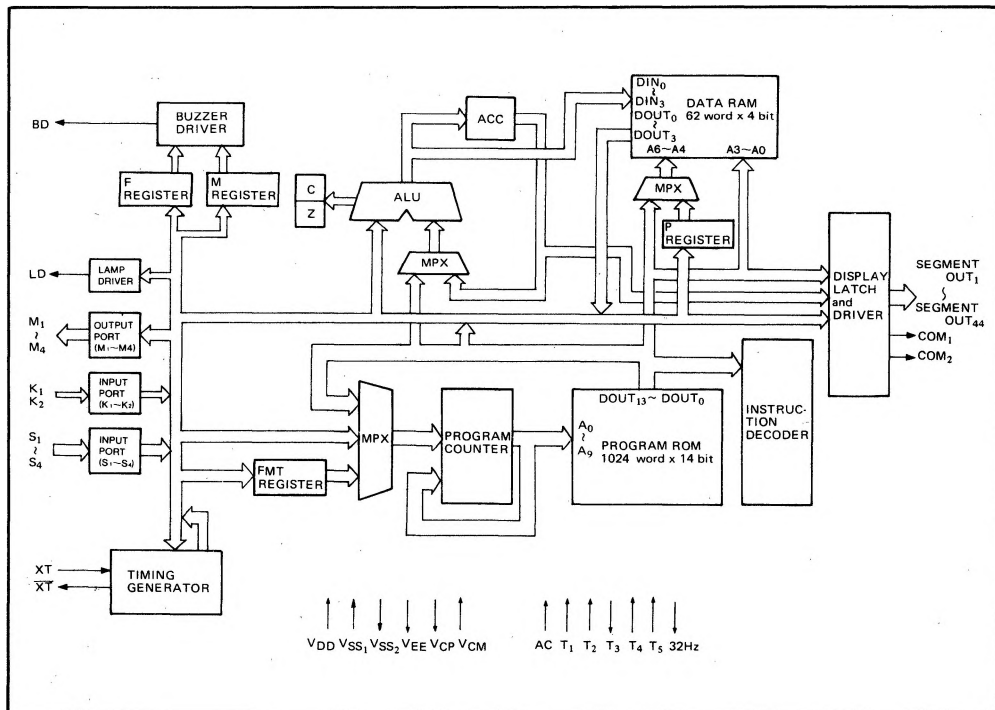 BUZZER
DRIVER
BD
F
REGISTER
M
REGISTER
C
Z
ACC
ALU
MPX
DIN0
~
DIN3
DOUT0
~
DOUT3
DATA RAM
62 word x 4 bit
A6~A4
A3~A0
MPX
P
REGISTER
LD
LAMP
DRIVER
M1
~
M4
OUTPUT
PORT
(M1~M4)
K1
K2
INPUT
PORT
(K1~K2)
S1
~
S4
INPUT
PORT
(S1~S4)
DISPLAY
LATCH
and
DRIVER
SEGMENT
OUT1
~
SEGMENT
OUT44
COM1
COM2
FMT
REGISTER
MPX
PROGRAM
COUNTER
DOUT13~ DOUT0
A0
~
A9
PROGRAM ROM
1024 word x 14 bit
INSTRUC-
TION
DECODER
XT
X̅T̅
TIMING
GENERATOR
VDD VSS1 VSS2 VEE VCP VCM
AC T1 T2 T3 T4 T5 32Hz